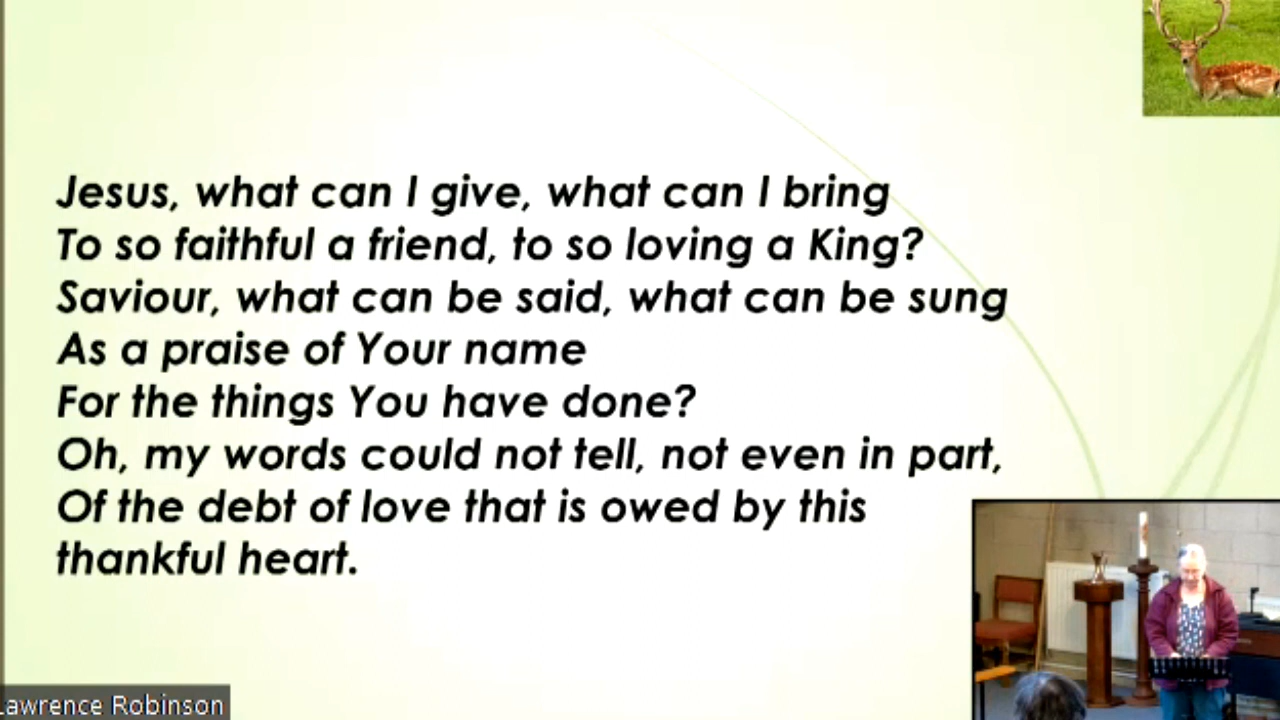 Jesus, what can I give, what can I bring
To so faithful a friend, to so loving a King?
Saviour, what can be said, what can be sung
As a praise of Your name
For the things You have done?
Oh, my words could not tell, not even in part,
Of the debt of love that is owed by this
thankful heart.
Lawrence Robinson